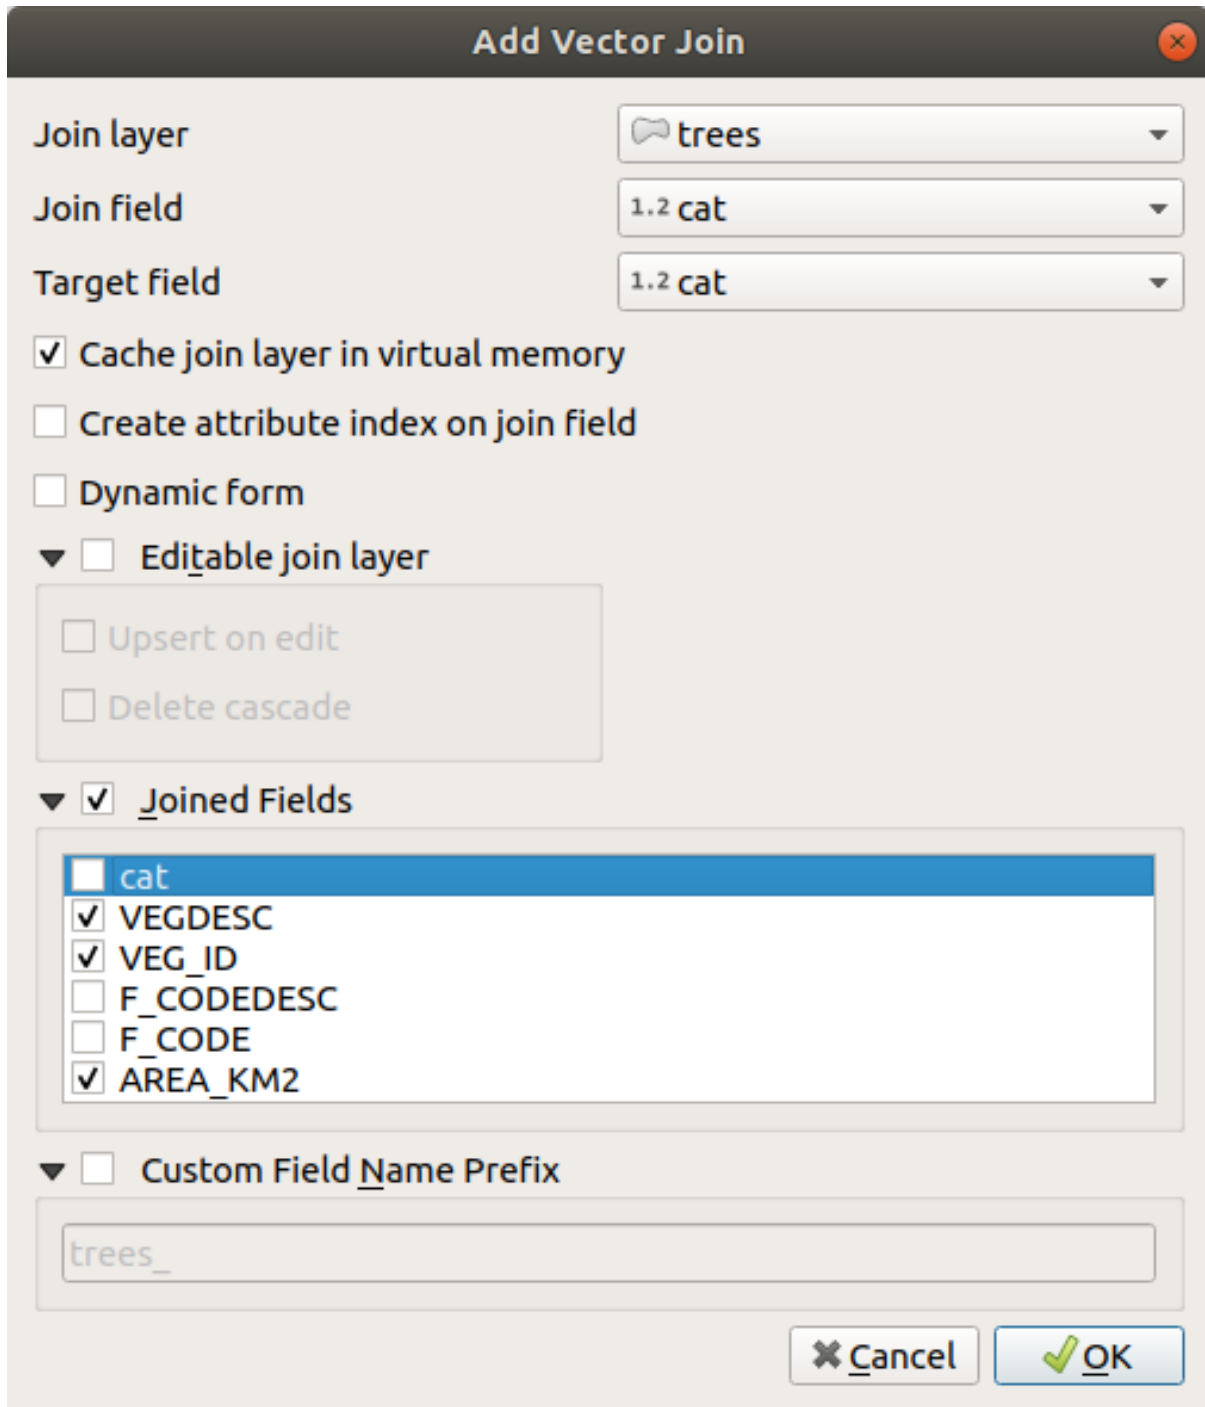 Add Vector Join
Join layer trees
Join field 1.2 cat
Target field 1.2 cat
Cache join layer in virtual memory
Create attribute index on join field
Dynamic form
Editable join layer
Upsert on edit
Delete cascade
Joined Fields
cat
VEGDESC
VEG_ID
F_CODEDESC
F_CODE
AREA_KM2
Custom Field Name Prefix
trees_
Cancel OK